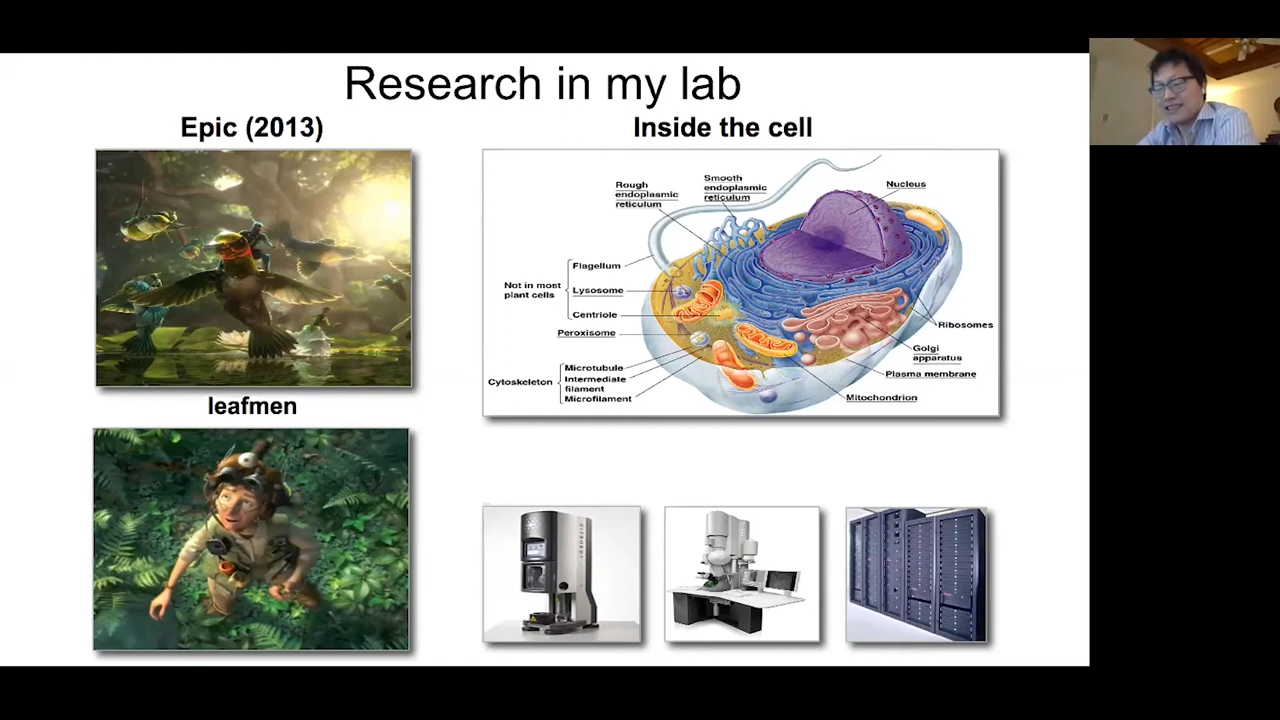 Research in my lab
Epic (2013)
Inside the cell
Rough
endoplasmic
reticulum
Smooth
endoplasmic
reticulum
Nucleus
Flagellum
Not in most
plant cells
Lysosome
Centriole
Peroxisome
Ribosomes
Golgi
apparatus
Plasma membrane
Mitochondrion
Cytoskeleton
Microtubule
Intermediate
filament
Microfilament
leafmen
VITROBOT